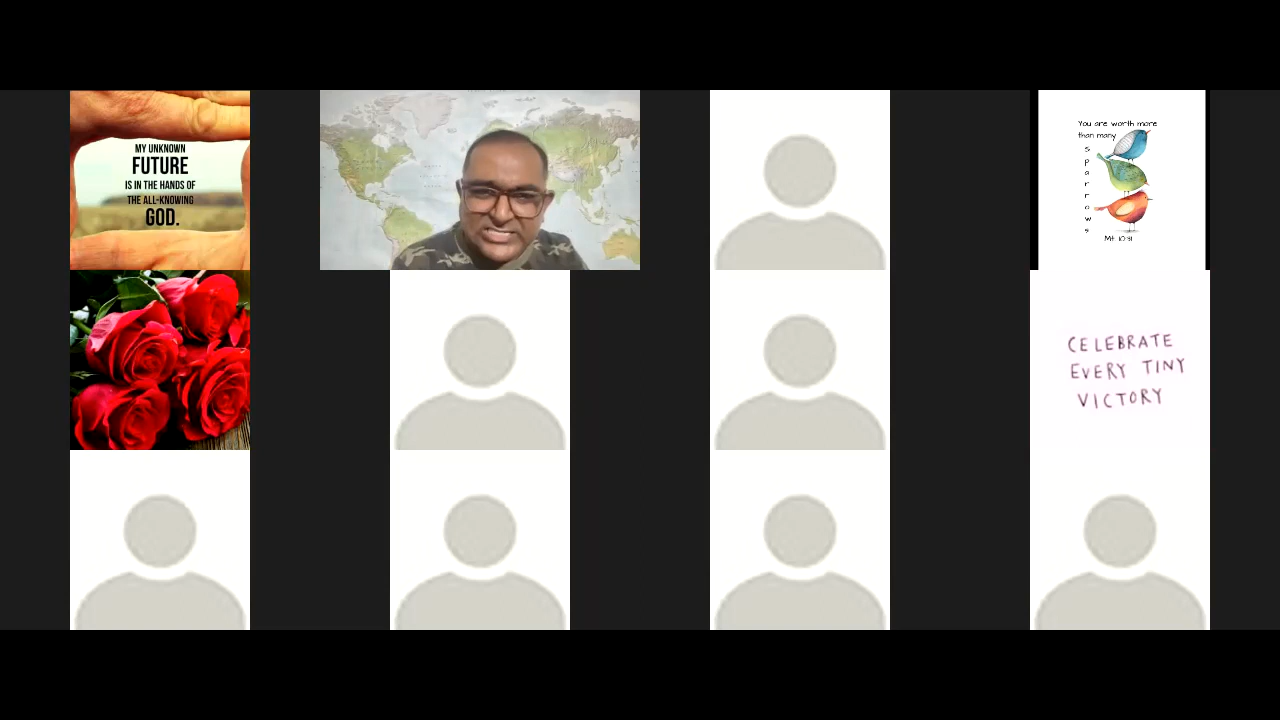 MY UNKNOWN
FUTURE
IS IN THE HANDS OF
THE ALL-KNOWING
GOD.
You are worth more
than many
s
p
a
r
r
o
w
s
Mt. 10:31
CELEBRATE
EVERY TINY
VICTORY